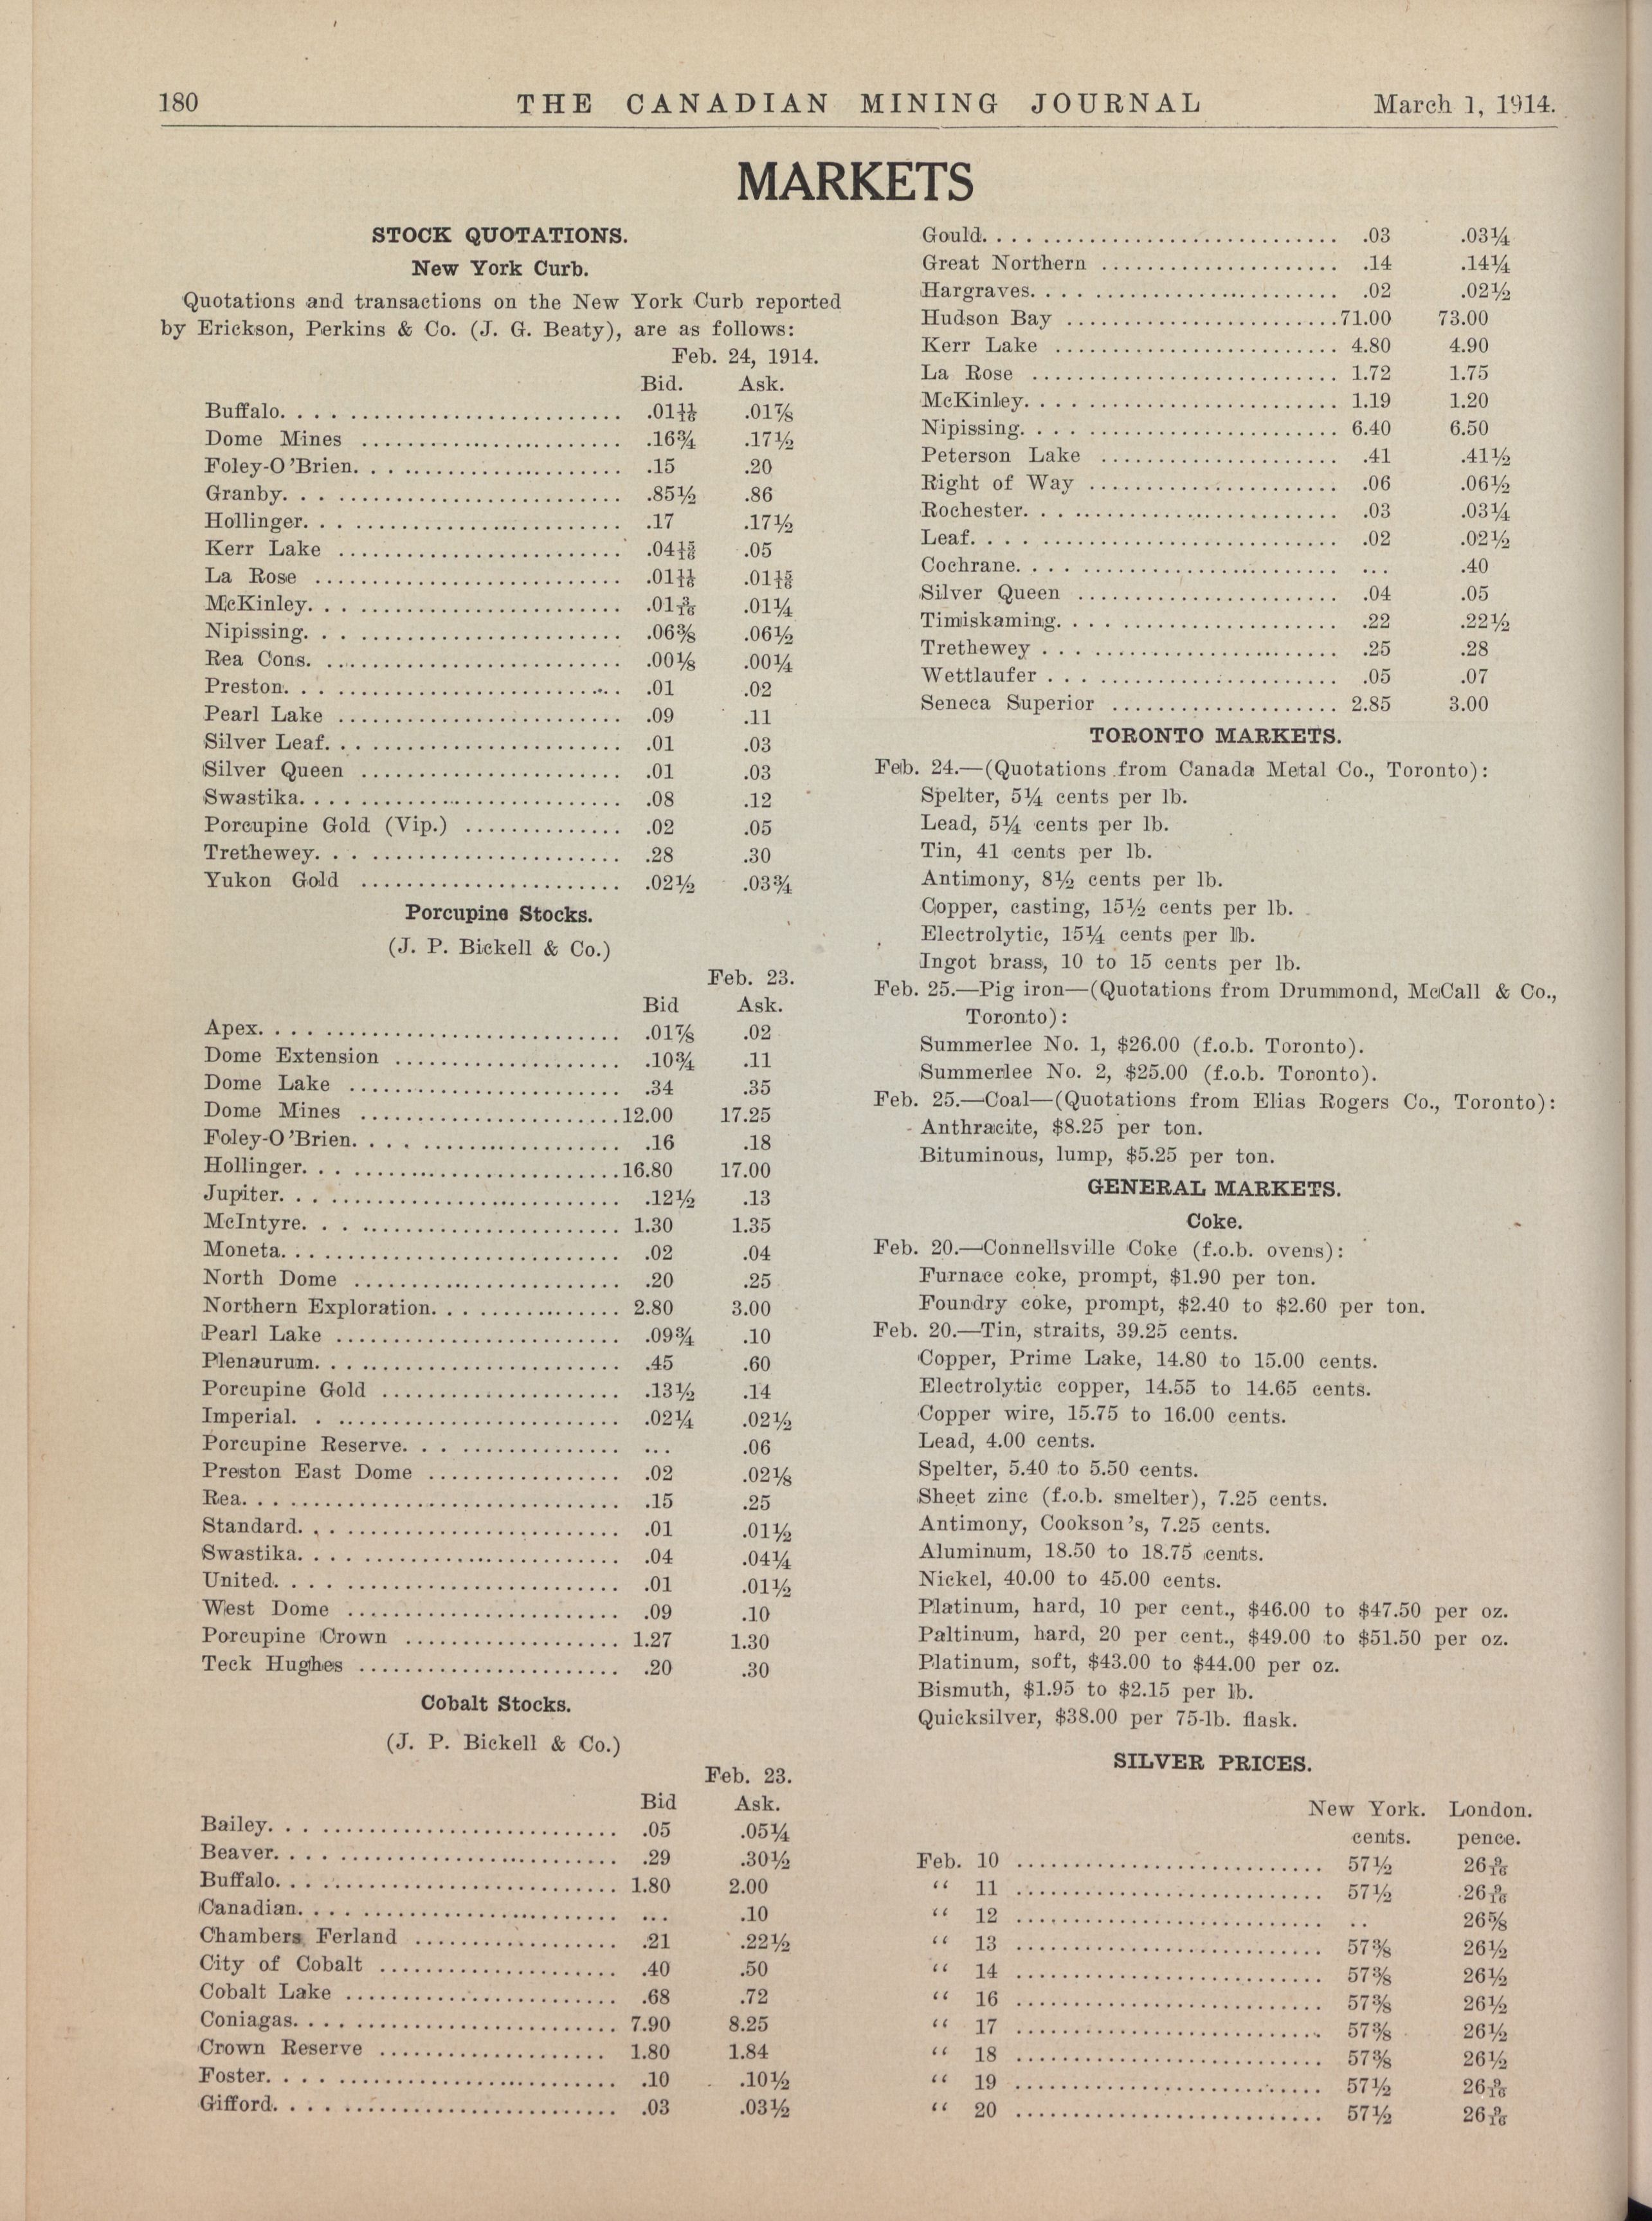 180 THE CANADIAN MINING JOURNAL March 1, 1914.
MARKETS
STOCK QUOTATIONS.
New York Curb.
Quotations and transactions on the New York Curb reported
by Erickson, Perkins & Co. (J. G. Beaty), are as follows:
Feb. 24, 1914.
Bid. Ask.
Buffalo. . . . .01 11/16 .01⅞
Dome Mines .... .16¾ .17½
Foley-O'Brien. . . . .15 .20
Granby. . . . .85½ .86
Hollinger. . . . .17 .17½
Kerr Lake .... .04 15/16 .05
La Rose .... .01 11/16 .01 13/16
McKinley. . . . .01 3/16 .01¼
Nipissing. . . . .06⅜ .06½
Rea Cons. .... .00⅛ .00¼
Preston. . . . .01 .02
Pearl Lake .... .09 .11
Silver Leaf. . . . .01 .03
Silver Queen .... .01 .03
Swastika. . . . .08 .12
Porcupine Gold (Vip.) .... .02 .05
Trethewey. . . . .28 .30
Yukon Gold .... .02½ .03¾
Porcupine Stocks.
(J. P. Bickell & Co.)
Feb. 23.
Bid Ask.
Apex. . . . .01⅞ .02
Dome Extension .... .10¾ .11
Dome Lake .... .34 .35
Dome Mines .... 12.00 17.25
Foley-O'Brien. . . . .16 .18
Hollinger. . . . 16.80 17.00
Jupiter. . . . .12½ .13
McIntyre. . . . 1.30 1.35
Moneta. . . . .02 .04
North Dome .... .20 .25
Northern Exploration. . . . 2.80 3.00
Pearl Lake .... .09¾ .10
Plenaurum. . . . .45 .60
Porcupine Gold .... .13½ .14
Imperial. . . . .02¼ .02½
Porcupine Reserve. . . . ... .06
Preston East Dome .... .02 .02⅛
Rea. . . . .15 .25
Standard. . . . .01 .01½
Swastika. . . . .04 .04¼
United. . . . .01 .01½
West Dome .... .09 .10
Porcupine Crown .... 1.27 1.30
Teck Hughes .... .20 .30
Cobalt Stocks.
(J. P. Bickell & Co.)
Feb. 23.
Bid Ask.
Bailey. . . . .05 .05¼
Beaver. . . . .29 .30½
Buffalo. . . . 1.80 2.00
Canadian. . . . ... .10
Chambers Ferland .... .21 .22½
City of Cobalt .... .40 .50
Cobalt Lake .... .68 .72
Coniagas. . . . 7.90 8.25
Crown Reserve .... 1.80 1.84
Foster. . . . .10 .10½
Gifford. . . . .03 .03½
Gould. . . . .03 .03¼
Great Northern .... .14 .14¼
Hargraves. . . . .02 .02½
Hudson Bay .... 71.00 73.00
Kerr Lake .... 4.80 4.90
La Rose .... 1.72 1.75
McKinley. . . . 1.19 1.20
Nipissing. . . . 6.40 6.50
Peterson Lake .... .41 .41½
Right of Way .... .06 .06½
Rochester. . . . .03 .03¼
Leaf. . . . .02 .02½
Cochrane. . . . ... .40
Silver Queen .... .04 .05
Timiskaming. . . . .22 .22½
Trethewey . . . . .25 .28
Wettlaufer . . . . .05 .07
Seneca Superior .... 2.85 3.00
TORONTO MARKETS.
Feb. 24.—(Quotations from Canada Metal Co., Toronto):
Spelter, 5¼ cents per lb.
Lead, 5¼ cents per lb.
Tin, 41 cents per lb.
Antimony, 8½ cents per lb.
Copper, casting, 15½ cents per lb.
Electrolytic, 15¼ cents per lb.
Ingot brass, 10 to 15 cents per lb.
Feb. 25.—Pig iron—(Quotations from Drummond, McCall & Co.,
Toronto):
Summerlee No. 1, $26.00 (f.o.b. Toronto).
Summerlee No. 2, $25.00 (f.o.b. Toronto).
Feb. 25.—Coal—(Quotations from Elias Rogers Co., Toronto):
Anthracite, $8.25 per ton.
Bituminous, lump, $5.25 per ton.
GENERAL MARKETS.
Coke.
Feb. 20.—Connellsville Coke (f.o.b. ovens):
Furnace coke, prompt, $1.90 per ton.
Foundry coke, prompt, $2.40 to $2.60 per ton.
Feb. 20.—Tin, straits, 39.25 cents.
Copper, Prime Lake, 14.80 to 15.00 cents.
Electrolytic copper, 14.55 to 14.65 cents.
Copper wire, 15.75 to 16.00 cents.
Lead, 4.00 cents.
Spelter, 5.40 to 5.50 cents.
Sheet zinc (f.o.b. smelter), 7.25 cents.
Antimony, Cookson's, 7.25 cents.
Aluminum, 18.50 to 18.75 cents.
Nickel, 40.00 to 45.00 cents.
Platinum, hard, 10 per cent., $46.00 to $47.50 per oz.
Paltinum, hard, 20 per cent., $49.00 to $51.50 per oz.
Platinum, soft, $43.00 to $44.00 per oz.
Bismuth, $1.95 to $2.15 per lb.
Quicksilver, $38.00 per 75-lb. flask.
SILVER PRICES.
New York. London.
cents. pence.
Feb. 10 .... 57½ 26 9/16
“ 11 .... 57½ 26 9/16
“ 12 .... .. 26⅝
“ 13 .... 57⅜ 26½
“ 14 .... 57⅜ 26½
“ 16 .... 57⅜ 26½
“ 17 .... 57⅜ 26½
“ 18 .... 57⅜ 26½
“ 19 .... 57½ 26 9/16
“ 20 .... 57½ 26 9/16